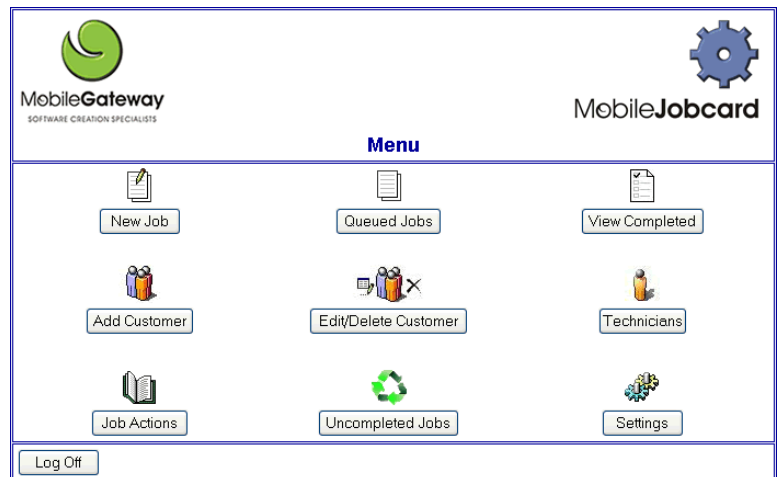 MobileGateway
SOFTWARE CREATION SPECIALISTS
MobileJobcard
Menu
New Job
Queued Jobs
View Completed
Add Customer
Edit/Delete Customer
Technicians
Job Actions
Uncompleted Jobs
Settings
Log Off